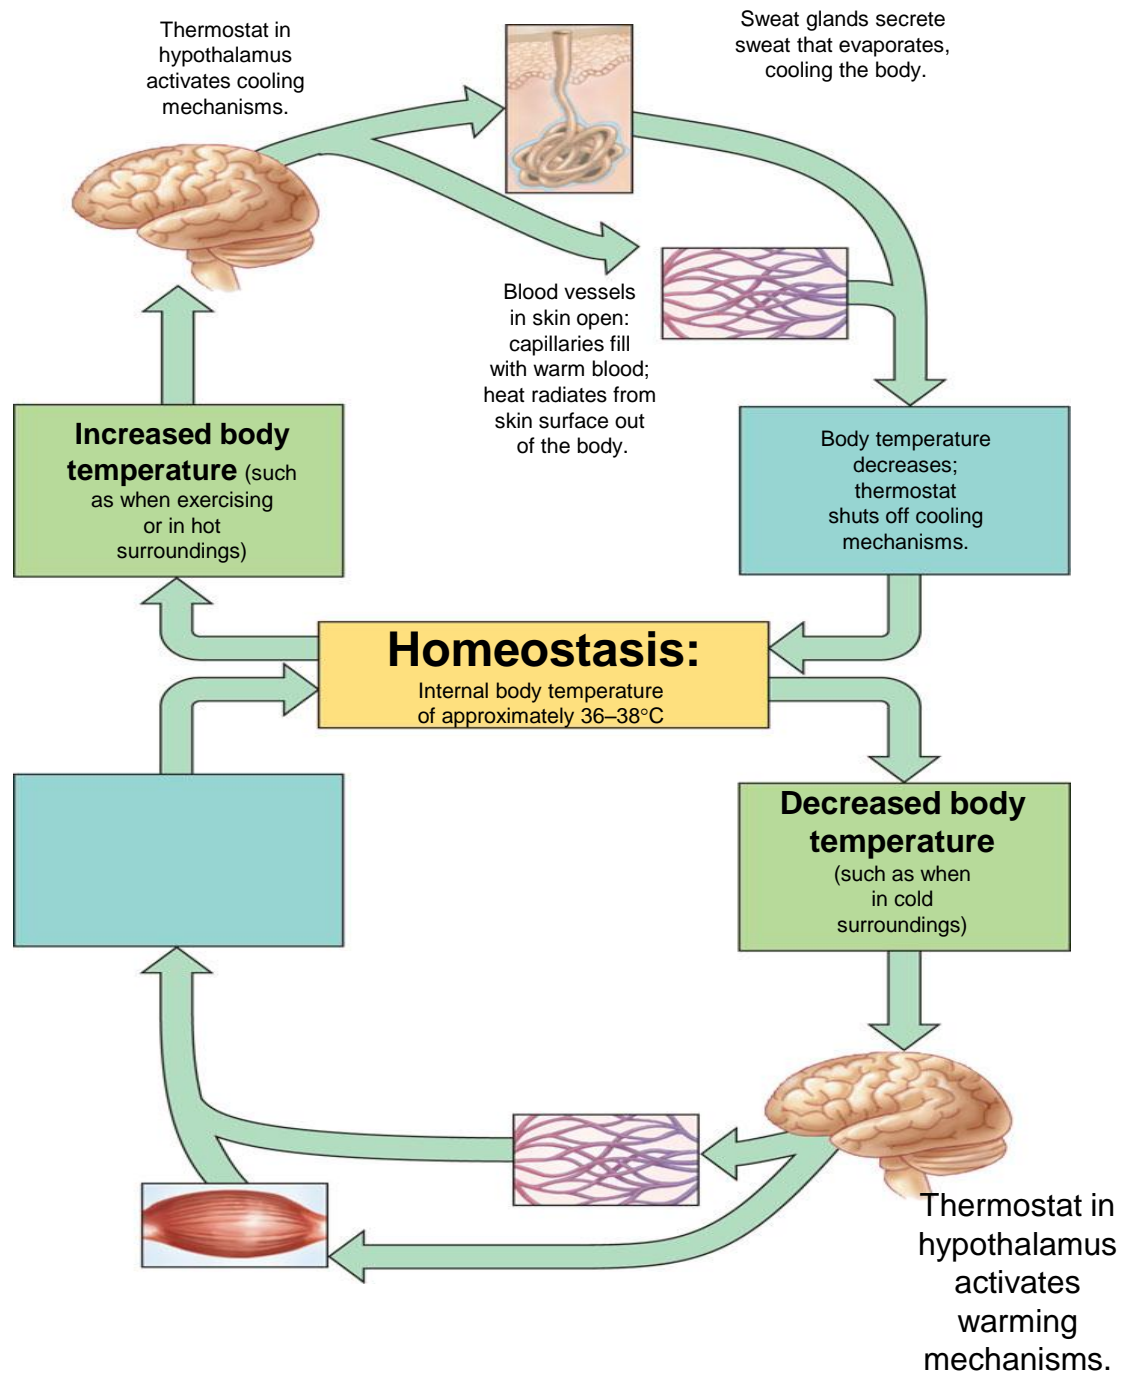 Thermostat in
hypothalamus
activates cooling
mechanisms.
Sweat glands secrete
sweat that evaporates,
cooling the body.
Blood vessels
in skin open:
capillaries fill
with warm blood;
heat radiates from
skin surface out
of the body.
Increased body
temperature (such
as when exercising
or in hot
surroundings)
Body temperature
decreases;
thermostat
shuts off cooling
mechanisms.
Homeostasis:
Internal body temperature
of approximately 36–38°C
Decreased body
temperature
(such as when
in cold
surroundings)
Thermostat in
hypothalamus
activates
warming
mechanisms.